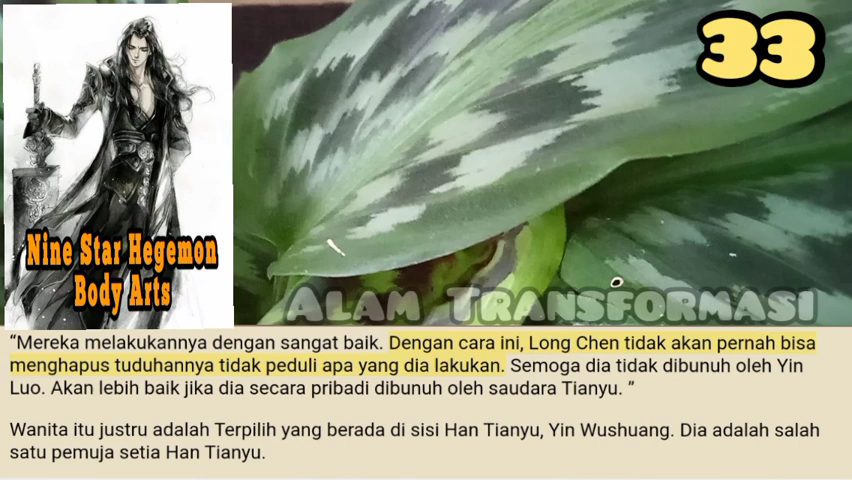 33
Nine Star Hegemon
Body Arts
Alam Transformasi
“Mereka melakukannya dengan sangat baik. Dengan cara ini, Long Chen tidak akan pernah bisa
menghapus tuduhannya tidak peduli apa yang dia lakukan. Semoga dia tidak dibunuh oleh Yin
Luo. Akan lebih baik jika dia secara pribadi dibunuh oleh saudara Tianyu. ”
Wanita itu justru adalah Terpilih yang berada di sisi Han Tianyu, Yin Wushuang. Dia adalah salah
satu pemuja setia Han Tianyu.